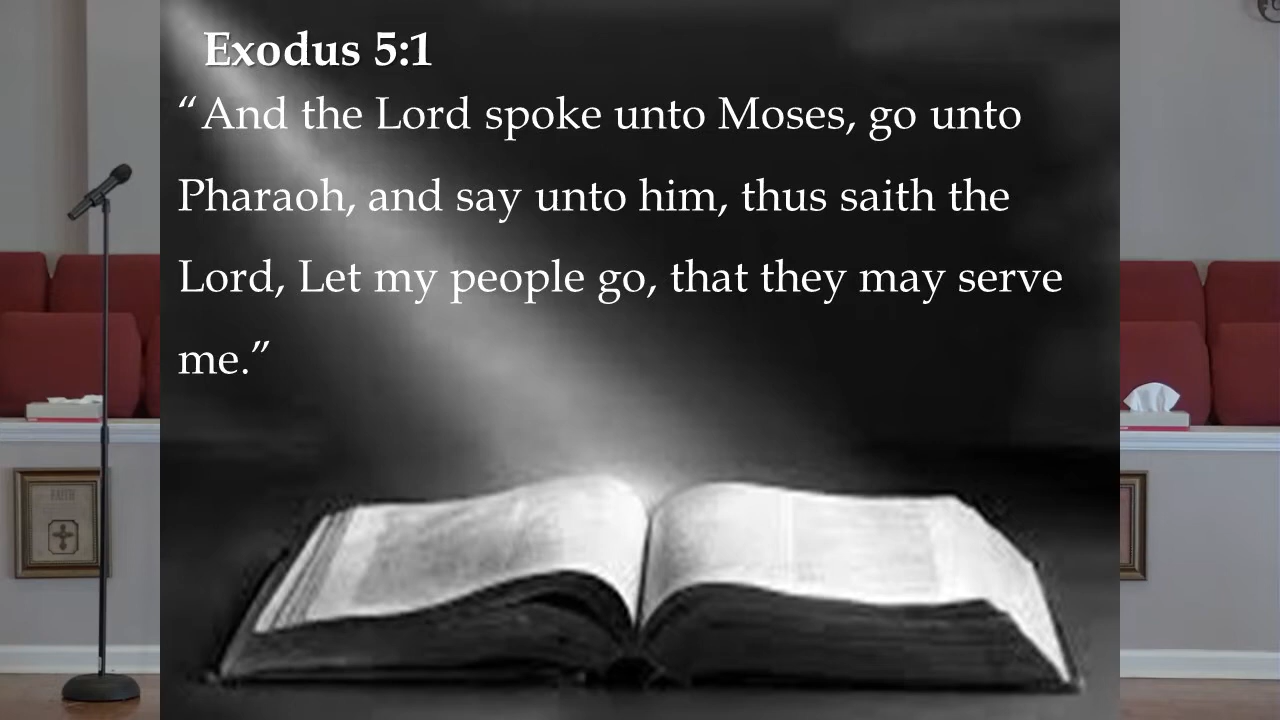 Exodus 5:1
“And the Lord spoke unto Moses, go unto
Pharaoh, and say unto him, thus saith the
Lord, Let my people go, that they may serve
me.”
FAITH